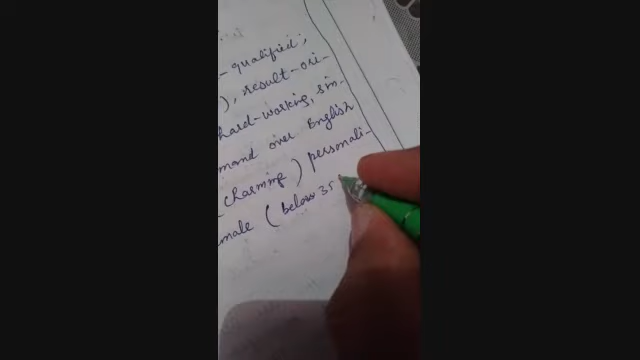 - qualified;
), result-ori-
hard-working, sin-
mand over English
(charming) personali-
male (below 35